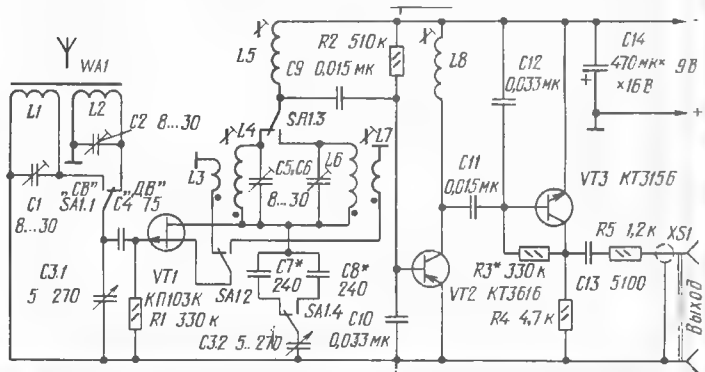 WA1
L1
L2
C2 8...30
C1
8...30
„СВ"
SA1.1
„ДВ"
C4 75
C3.1
5 270
VT1
КП103К
R1 330 к
L3
L4
L5
C5, C6
8...30
L6
L7
SA1.3
SA1.2
C7*
240
C8*
240
SA1.4
C3.2 5..270
R2 510 к
C9
0,015 мк
C10
0,033 мк
L8
C11
0,015 мк
VT2 КТ361б
C12
0,033 мк
VT3 КТ315б
R3* 330 к
R4 4,7 к
C13 5100
R5 1,2 к
XS1
Выход
C14
470 мк×
×16 В
+
-
9 В
+